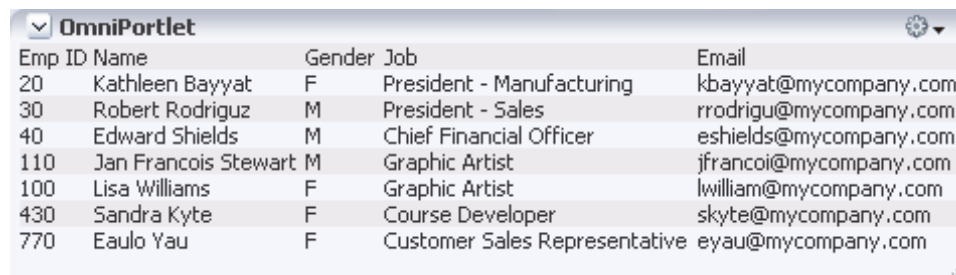 OmniPortlet
Emp ID Name Gender Job Email
20 Kathleen Bayyat F President - Manufacturing kbayyat@mycompany.com
30 Robert Rodriguz M President - Sales rrodrigu@mycompany.com
40 Edward Shields M Chief Financial Officer eshields@mycompany.com
110 Jan Francois Stewart M Graphic Artist jfrancoi@mycompany.com
100 Lisa Williams F Graphic Artist lwilliam@mycompany.com
430 Sandra Kyte F Course Developer skyte@mycompany.com
770 Eaulo Yau F Customer Sales Representative eyau@mycompany.com